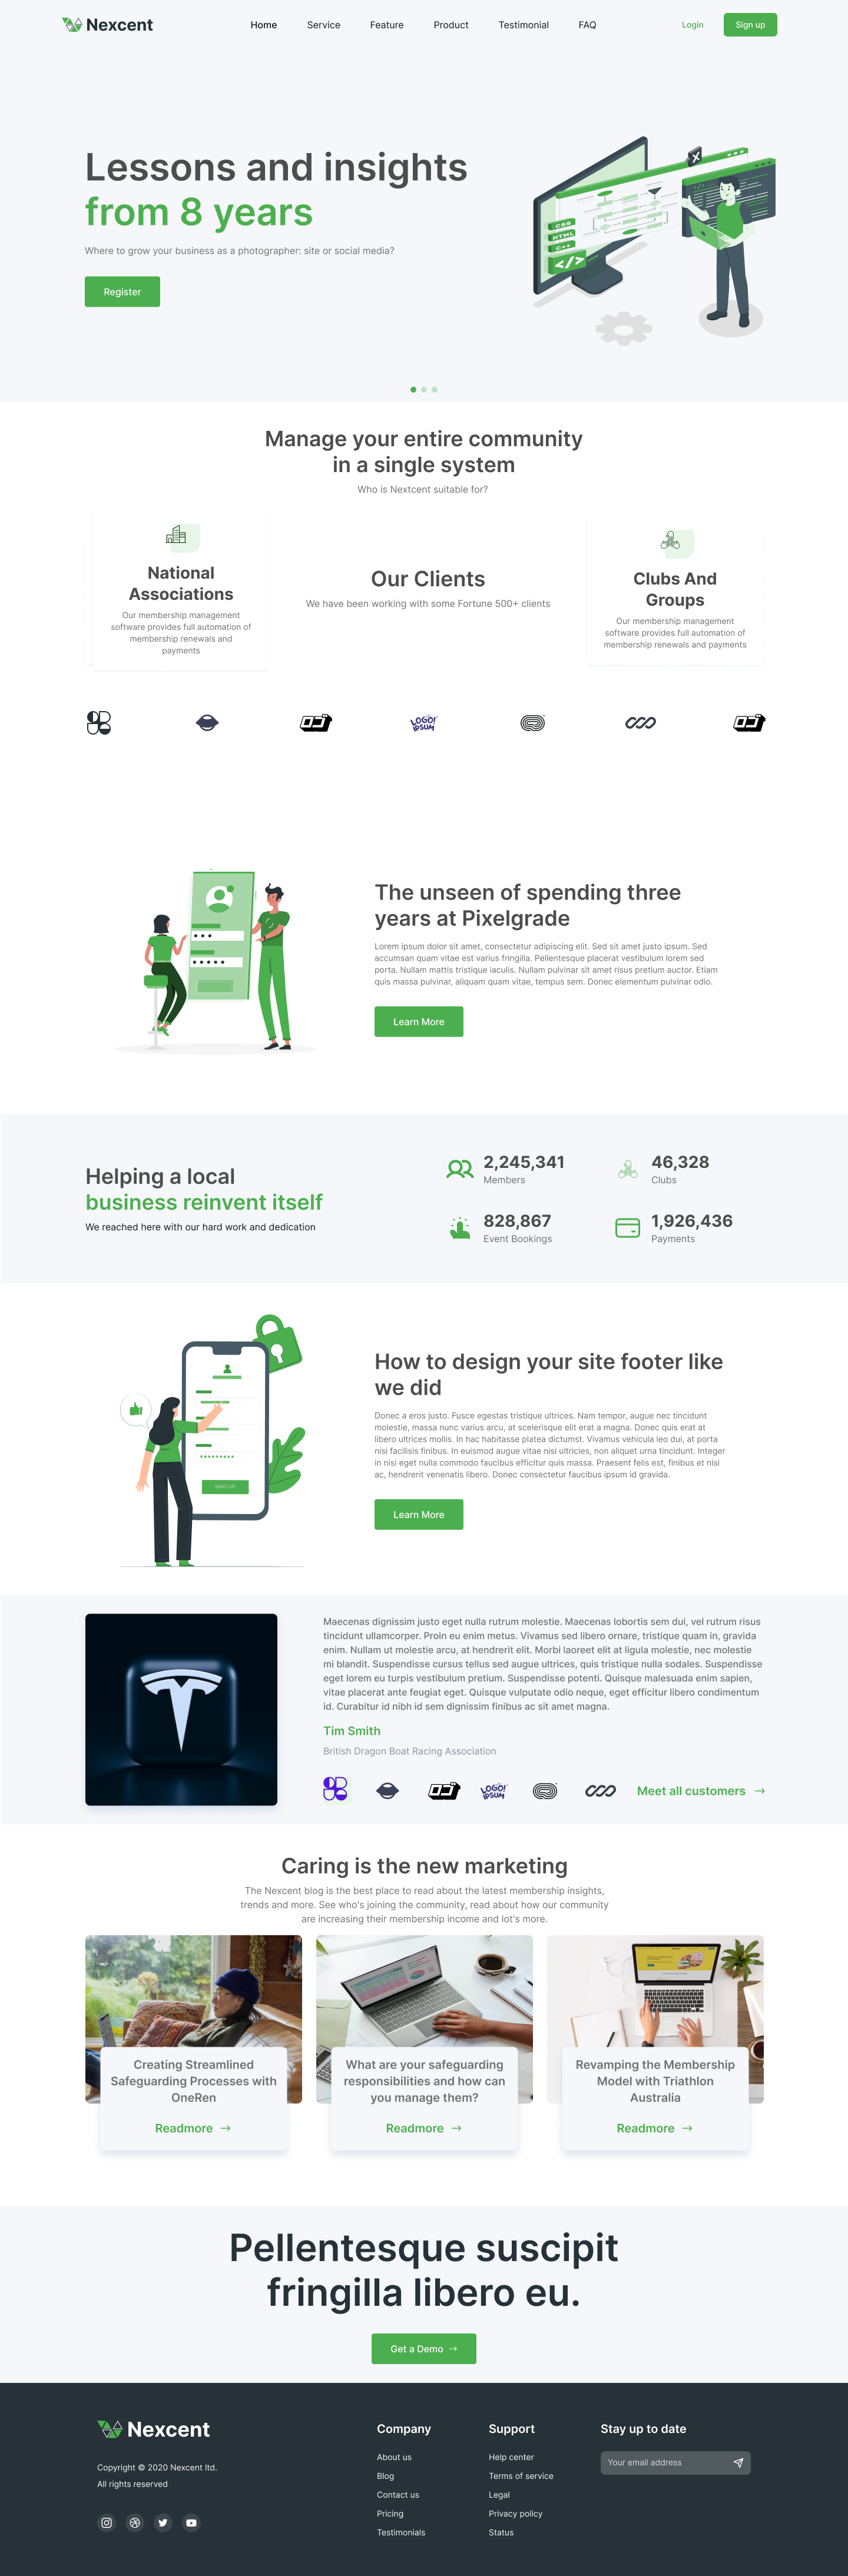 Nexcent
Home
Service
Feature
Product
Testimonial
FAQ
Login
Sign up
Lessons and insights
from 8 years
Where to grow your business as a photographer: site or social media?
Register
CSS
HTML
C++
</>
Manage your entire community
in a single system
Who is Nextcent suitable for?
National
Associations
Our membership management
software provides full automation of
membership renewals and
payments
Our Clients
We have been working with some Fortune 500+ clients
Clubs And
Groups
Our membership management
software provides full automation of
membership renewals and payments
LOGO!
IPSUM
The unseen of spending three
years at Pixelgrade
Lorem ipsum dolor sit amet, consectetur adipiscing elit. Sed sit amet justo ipsum. Sed
accumsan quam vitae est varius fringilla. Pellentesque placerat vestibulum lorem sed
porta. Nullam mattis tristique iaculis. Nullam pulvinar sit amet risus pretium auctor. Etiam
quis massa pulvinar, aliquam quam vitae, tempus sem. Donec elementum pulvinar odio.
Learn More
Helping a local
business reinvent itself
We reached here with our hard work and dedication
2,245,341
Members
46,328
Clubs
828,867
Event Bookings
1,926,436
Payments
How to design your site footer like
we did
Donec a eros justo. Fusce egestas tristique ultrices. Nam tempor, augue nec tincidunt
molestie, massa nunc varius arcu, at scelerisque elit erat a magna. Donec quis erat at
libero ultrices mollis. In hac habitasse platea dictumst. Vivamus vehicula leo dui, at porta
nisi facilisis finibus. In euismod augue vitae nisi ultricies, non aliquet urna tincidunt. Integer
in nisi eget nulla commodo faucibus efficitur quis massa. Praesent felis est, finibus et nisi
ac, hendrerit venenatis libero. Donec consectetur faucibus ipsum id gravida.
Learn More
Maecenas dignissim justo eget nulla rutrum molestie. Maecenas lobortis sem dui, vel rutrum risus
tincidunt ullamcorper. Proin eu enim metus. Vivamus sed libero ornare, tristique quam in, gravida
enim. Nullam ut molestie arcu, at hendrerit elit. Morbi laoreet elit at ligula molestie, nec molestie
mi blandit. Suspendisse cursus tellus sed augue ultrices, quis tristique nulla sodales. Suspendisse
eget lorem eu turpis vestibulum pretium. Suspendisse potenti. Quisque malesuada enim sapien,
vitae placerat ante feugiat eget. Quisque vulputate odio neque, eget efficitur libero condimentum
id. Curabitur id nibh id sem dignissim finibus ac sit amet magna.
Tim Smith
British Dragon Boat Racing Association
LOGO!
IPSUM
Meet all customers →
Caring is the new marketing
The Nexcent blog is the best place to read about the latest membership insights,
trends and more. See who's joining the community, read about how our community
are increasing their membership income and lot's more.
Creating Streamlined
Safeguarding Processes with
OneRen
Readmore →
What are your safeguarding
responsibilities and how can
you manage them?
Readmore →
Revamping the Membership
Model with Triathlon
Australia
Readmore →
Pellentesque suscipit
fringilla libero eu.
Get a Demo →
Nexcent
Copyright © 2020 Nexcent ltd.
All rights reserved
Company
About us
Blog
Contact us
Pricing
Testimonials
Support
Help center
Terms of service
Legal
Privacy policy
Status
Stay up to date
Your email address